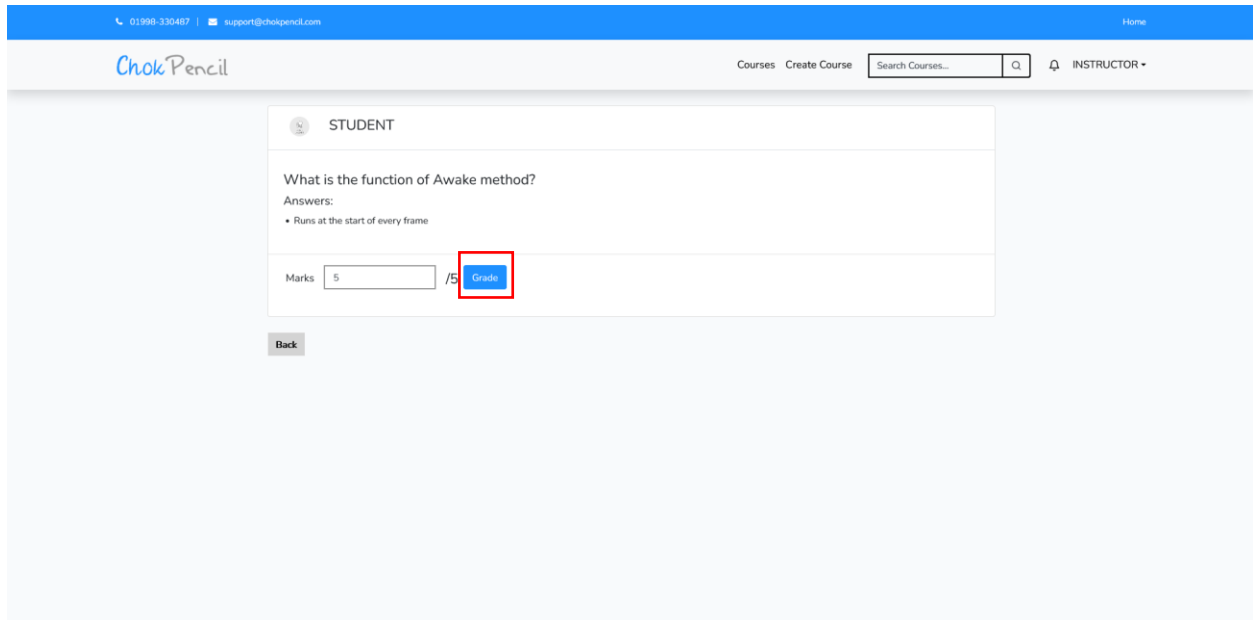 01998-330487 | support@chokpencil.com Home
ChokPencil Courses Create Course Search Courses... INSTRUCTOR
STUDENT
What is the function of Awake method?
Answers:
• Runs at the start of every frame
Marks 5 /5 Grade
Back